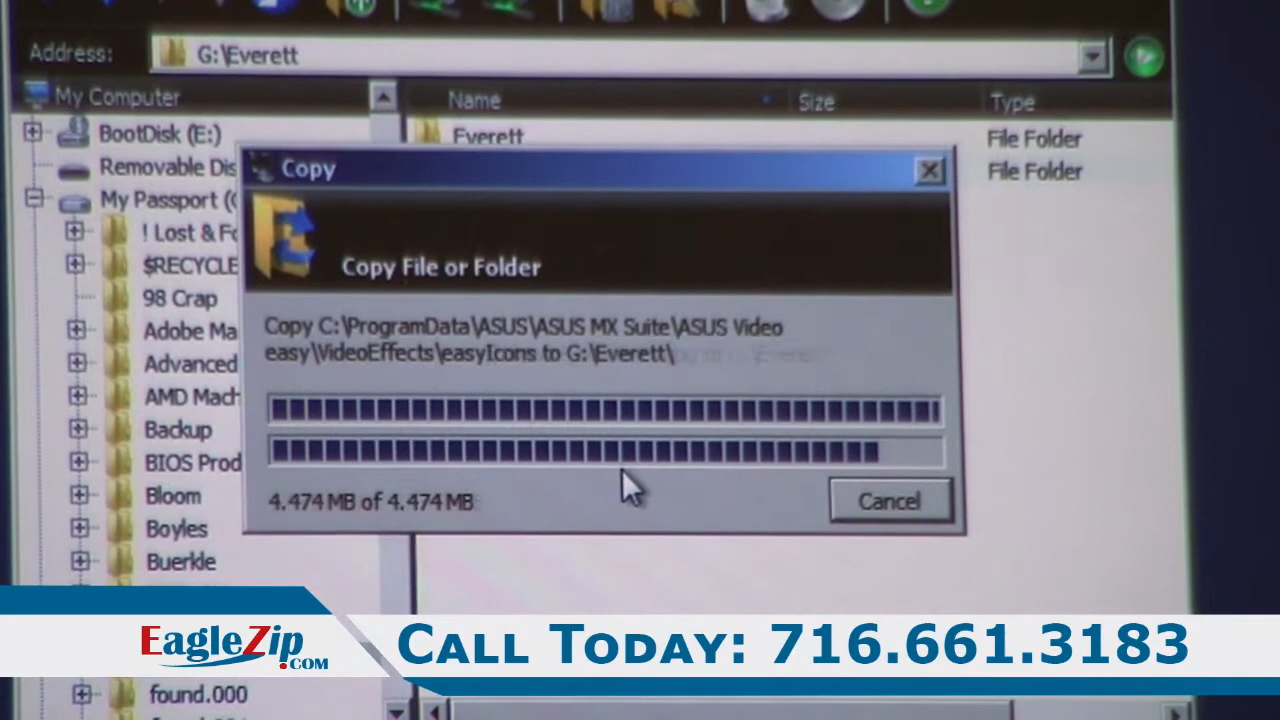 Address: G:\Everett
My Computer
Name Size Type
BootDisk (E:)
Everett
File Folder
Removable Dis
File Folder
My Passport (
! Lost & Fo
$RECYCLE
98 Crap
Adobe Ma
Advanced
AMD Mach
Backup
BIOS Prod
Bloom
Boyles
Buerkle
found.000
Copy
Copy File or Folder
Copy C:\ProgramData\ASUS\ASUS MX Suite\ASUS Video
easy\VideoEffects\easyIcons to G:\Everett\
4.474 MB of 4.474 MB
Cancel
EagleZip.com
Call Today: 716.661.3183